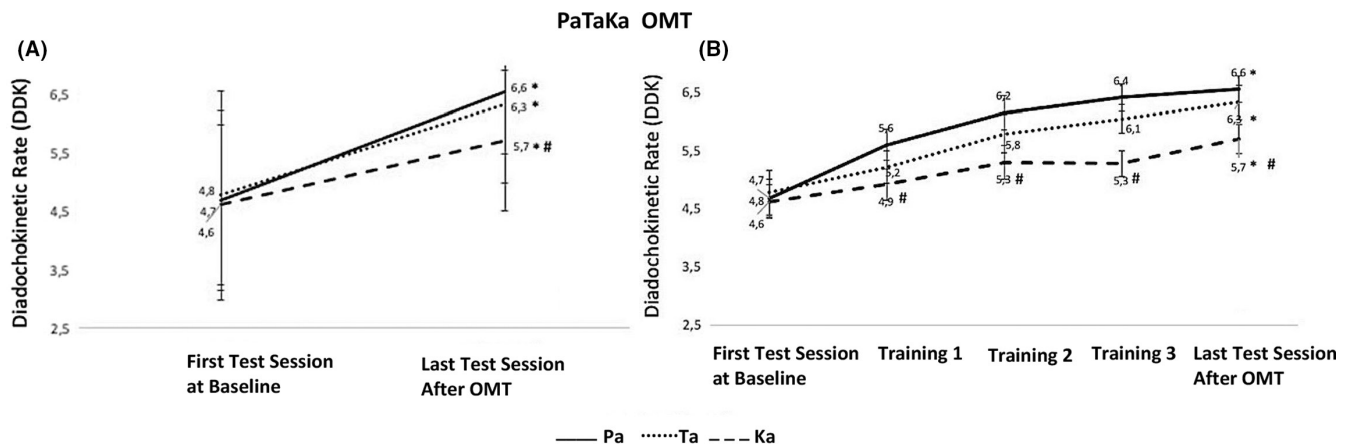 PaTaKa OMT
(A)
Diadochokinetic Rate (DDK)
6,5
5,5
4,5
3,5
2,5
4,8
4,7
4,6
6,6 *
6,3 *
5,7 * #
First Test Session
at Baseline
Last Test Session
After OMT
(B)
Diadochokinetic Rate (DDK)
6,5
5,5
4,5
3,5
2,5
4,7
4,8
4,6
5,6
5,2
4,9 #
6,2
5,8
5,3 #
6,4
6,1
5,3 #
6,6 *
6,3 *
5,7 * #
First Test Session
at Baseline
Training 1
Training 2
Training 3
Last Test Session
After OMT
Pa Ta Ka